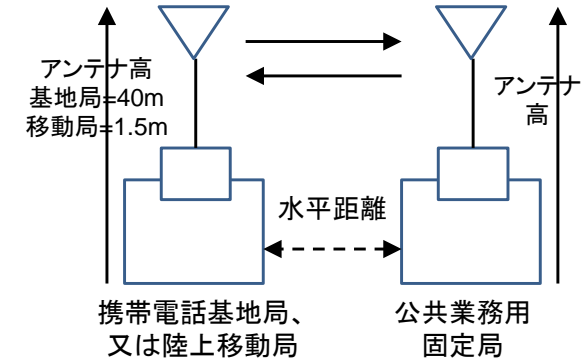 アンテナ高
基地局=40m
移動局=1.5m
アンテナ
高
水平距離
携帯電話基地局、
又は陸上移動局
公共業務用
固定局